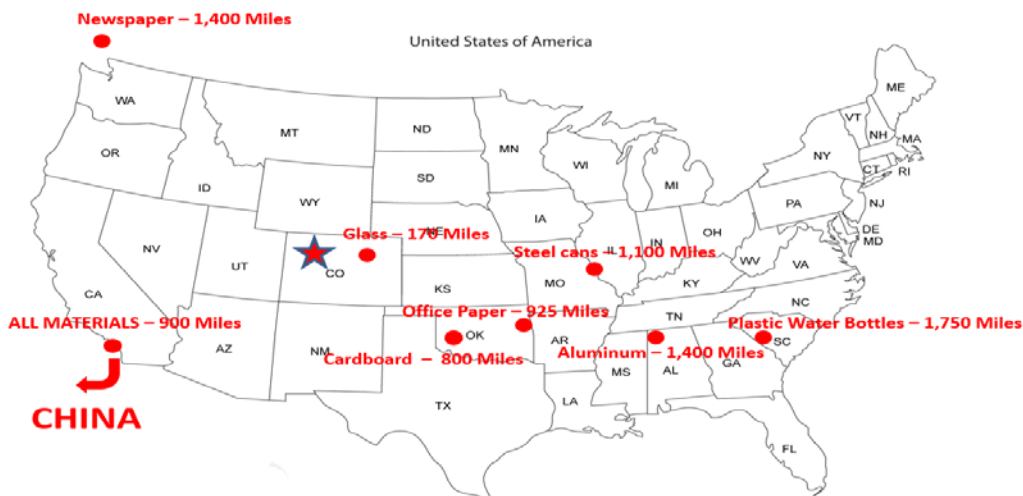 Newspaper – 1,400 Miles
United States of America
ME
WA
VT
NH
MA
ND
MT
MN
OR
NY
WI
CT
RI
SD
MI
ID
PA
NJ
WY
IA
NE
OH
DE
MD
Glass – 170 Miles
IL
IN
NV
Steel cans – 1,100 Miles
WV
VA
UT
CO
MO
KY
KS
CA
NC
ALL MATERIALS – 900 Miles
Office Paper – 925 Miles
TN
Plastic Water Bottles – 1,750 Miles
OK
AR
SC
AZ
NM
Cardboard – 800 Miles
Aluminum – 1,400 Miles
GA
MS
AL
CHINA
TX
LA
FL